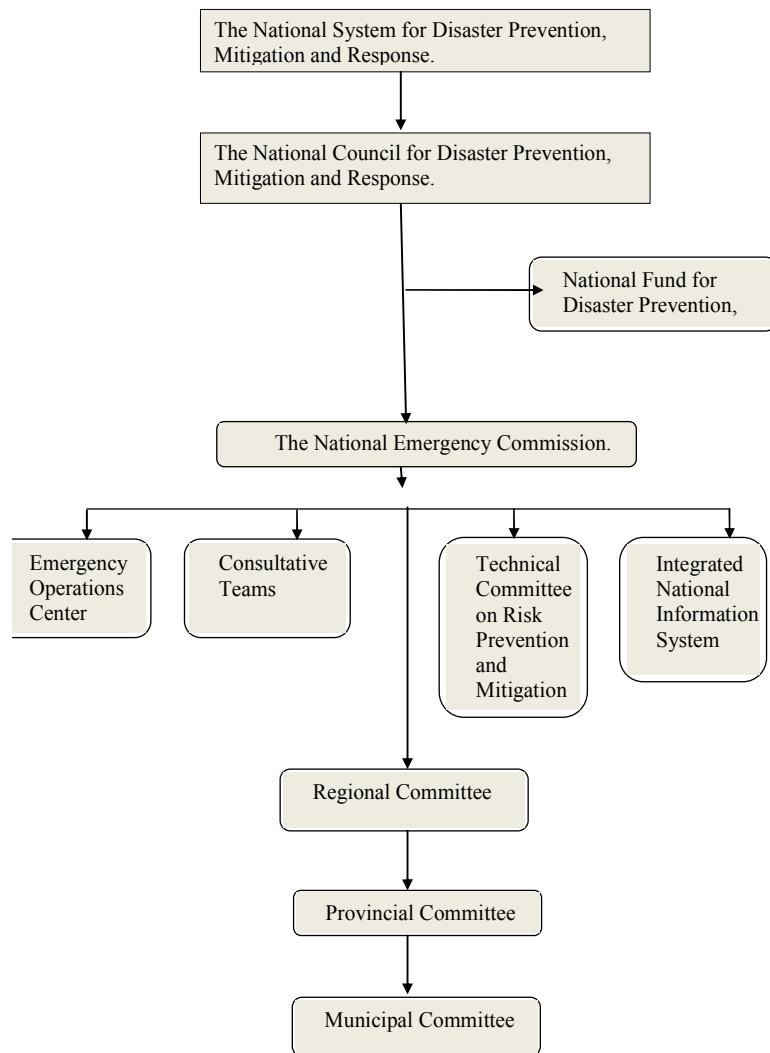 The National System for Disaster Prevention,
Mitigation and Response.
The National Council for Disaster Prevention,
Mitigation and Response.
National Fund for
Disaster Prevention,
The National Emergency Commission.
Emergency
Operations
Center
Consultative
Teams
Technical
Committee
on Risk
Prevention
and
Mitigation
Integrated
National
Information
System
Regional Committee
Provincial Committee
Municipal Committee